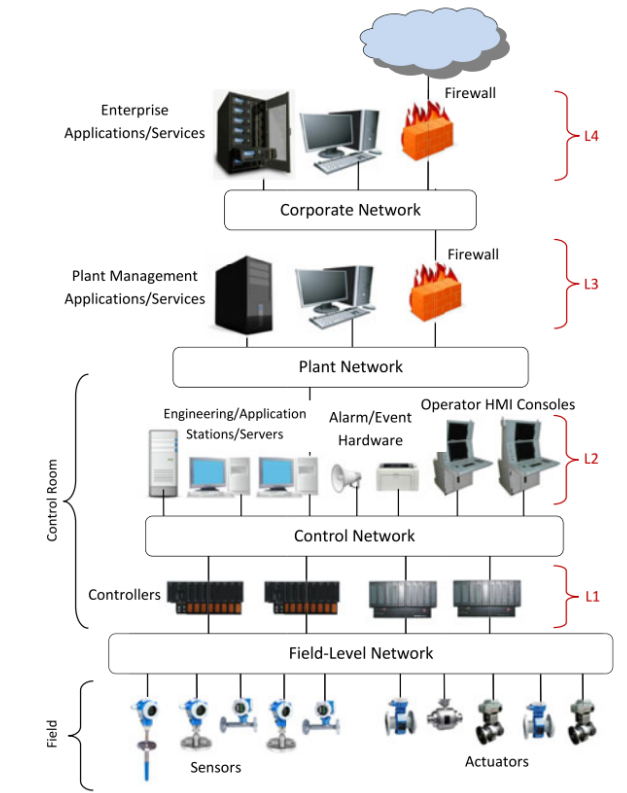 Firewall
Enterprise
Applications/Services
L4
Corporate Network
Firewall
Plant Management
Applications/Services
L3
Plant Network
Engineering/Application
Stations/Servers
Alarm/Event
Hardware
Operator HMI Consoles
L2
Control Room
Control Network
Controllers
L1
Field-Level Network
Field
Sensors
Actuators